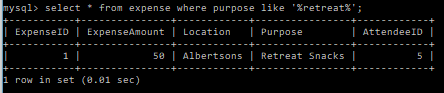 mysql> select * from expense where purpose like '%retreat%';
+-----------+---------------+------------+----------------+------------+
| ExpenseID | ExpenseAmount | Location   | Purpose        | AttendeeID |
+-----------+---------------+------------+----------------+------------+
|         1 |            50 | Albertsons | Retreat Snacks |          5 |
+-----------+---------------+------------+----------------+------------+
1 row in set (0.01 sec)